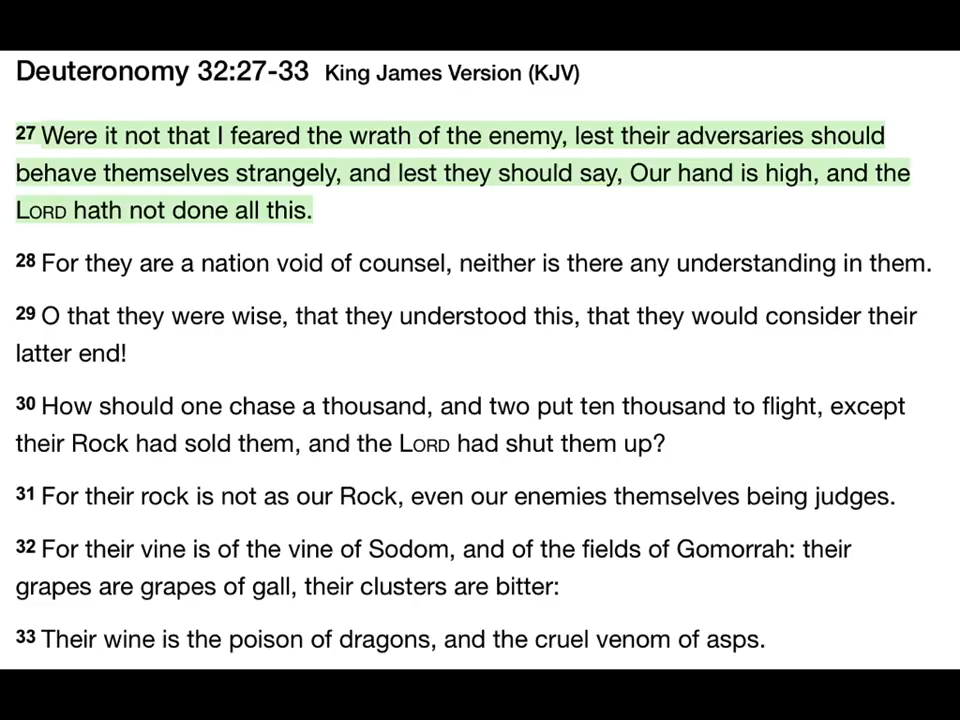 Deuteronomy 32:27-33 King James Version (KJV)
27 Were it not that I feared the wrath of the enemy, lest their adversaries should
behave themselves strangely, and lest they should say, Our hand is high, and the
LORD hath not done all this.
28 For they are a nation void of counsel, neither is there any understanding in them.
29 O that they were wise, that they understood this, that they would consider their
latter end!
30 How should one chase a thousand, and two put ten thousand to flight, except
their Rock had sold them, and the LORD had shut them up?
31 For their rock is not as our Rock, even our enemies themselves being judges.
32 For their vine is of the vine of Sodom, and of the fields of Gomorrah: their
grapes are grapes of gall, their clusters are bitter:
33 Their wine is the poison of dragons, and the cruel venom of asps.